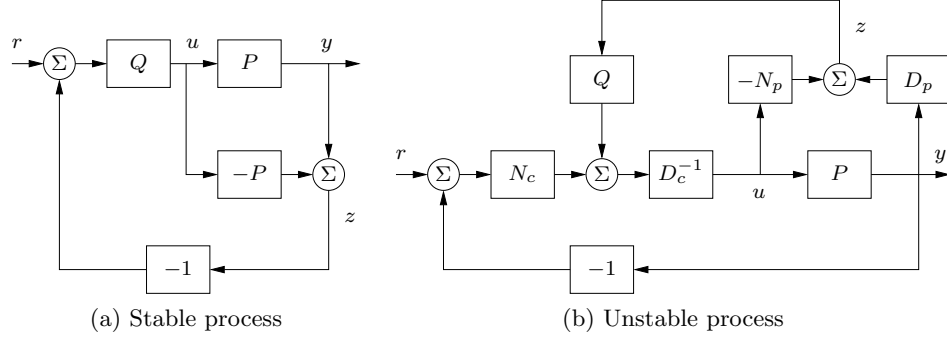 r
Σ
Q
u
P
y
−P
Σ
z
−1
(a) Stable process
z
Q
−N_p
Σ
D_p
r
Σ
N_c
Σ
D_c^{-1}
u
P
y
−1
(b) Unstable process